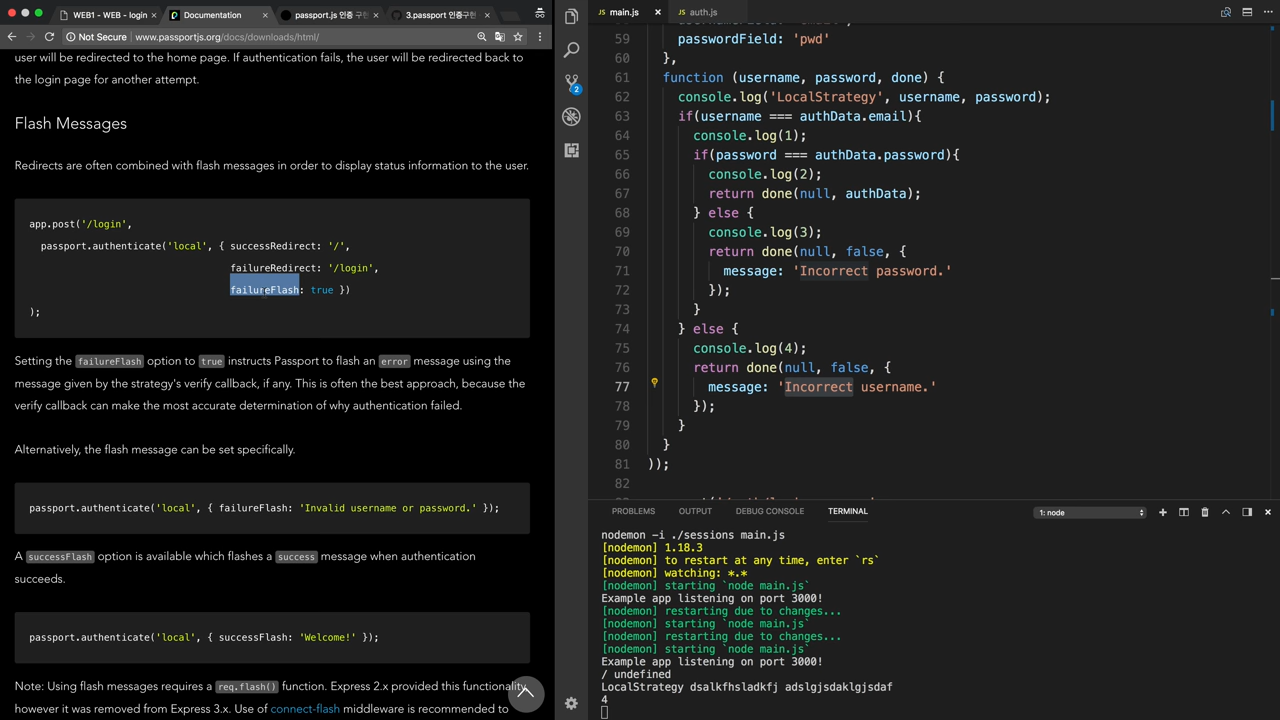 WEB1 - WEB - login
Documentation
passport.js 인증 구현
3.passport 인증구현
Not Secure
www.passportjs.org/docs/downloads/html/
user will be redirected to the home page. If authentication fails, the user will be redirected back to
the login page for another attempt.
Flash Messages
Redirects are often combined with flash messages in order to display status information to the user.
app.post('/login',
passport.authenticate('local', { successRedirect: '/',
failureRedirect: '/login',
failureFlash: true })
);
Setting the failureFlash option to true instructs Passport to flash an error message using the
message given by the strategy's verify callback, if any. This is often the best approach, because the
verify callback can make the most accurate determination of why authentication failed.
Alternatively, the flash message can be set specifically.
passport.authenticate('local', { failureFlash: 'Invalid username or password.' });
A successFlash option is available which flashes a success message when authentication
succeeds.
passport.authenticate('local', { successFlash: 'Welcome!' });
Note: Using flash messages requires a req.flash() function. Express 2.x provided this functionality,
however it was removed from Express 3.x. Use of connect-flash middleware is recommended to
2
main.js
auth.js
59 passwordField: 'pwd'
60 },
61 function (username, password, done) {
62 console.log('LocalStrategy', username, password);
63 if(username === authData.email){
64 console.log(1);
65 if(password === authData.password){
66 console.log(2);
67 return done(null, authData);
68 } else {
69 console.log(3);
70 return done(null, false, {
71 message: 'Incorrect password.'
72 });
73 }
74 } else {
75 console.log(4);
76 return done(null, false, {
77 message: 'Incorrect username.'
78 });
79 }
80 }
81 ));
82
PROBLEMS OUTPUT DEBUG CONSOLE TERMINAL
1: node
nodemon -i ./sessions main.js
[nodemon] 1.18.3
[nodemon] to restart at any time, enter `rs`
[nodemon] watching: *.*
[nodemon] starting `node main.js`
Example app listening on port 3000!
[nodemon] restarting due to changes...
[nodemon] starting `node main.js`
[nodemon] restarting due to changes...
[nodemon] starting `node main.js`
Example app listening on port 3000!
/ undefined
LocalStrategy dsalkfhsladkfj adslgjsdaklgjsdaf
4